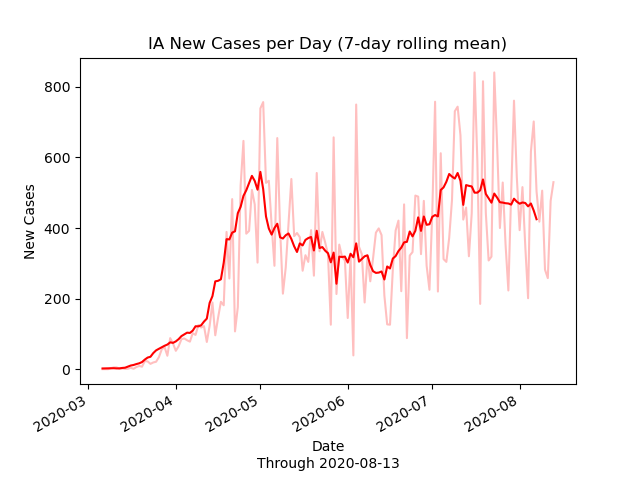 IA New Cases per Day (7-day rolling mean)
800
600
400
200
0
New Cases
2020-03
2020-04
2020-05
2020-06
2020-07
2020-08
Date
Through 2020-08-13